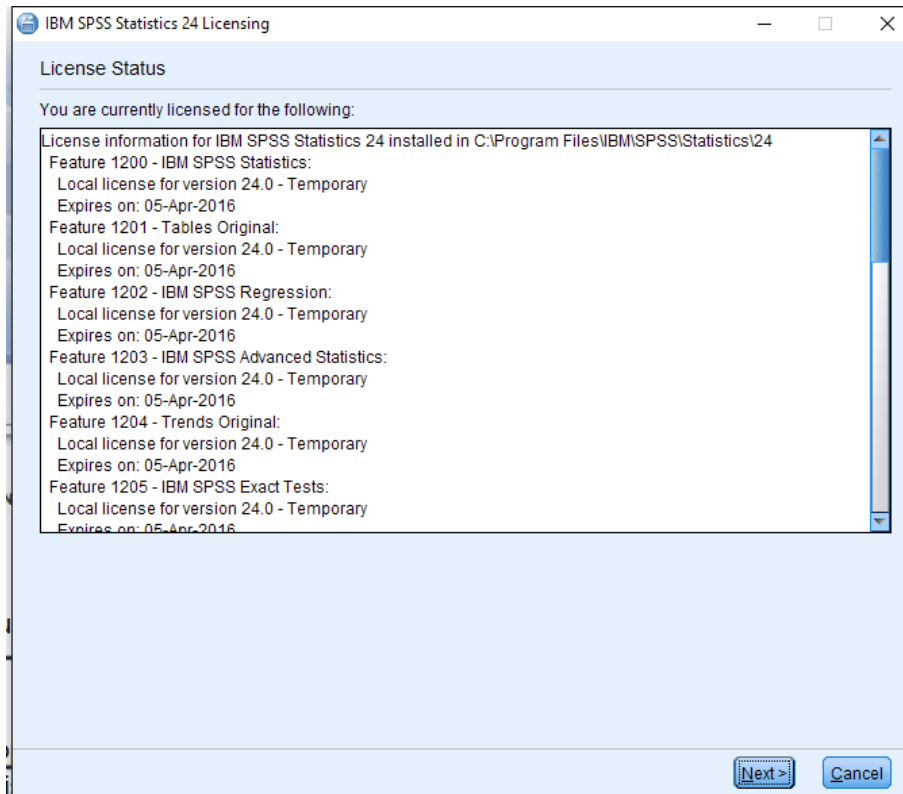 IBM SPSS Statistics 24 Licensing
License Status
You are currently licensed for the following:
License information for IBM SPSS Statistics 24 installed in C:\Program Files\IBM\SPSS\Statistics\24
Feature 1200 - IBM SPSS Statistics:
Local license for version 24.0 - Temporary
Expires on: 05-Apr-2016
Feature 1201 - Tables Original:
Local license for version 24.0 - Temporary
Expires on: 05-Apr-2016
Feature 1202 - IBM SPSS Regression:
Local license for version 24.0 - Temporary
Expires on: 05-Apr-2016
Feature 1203 - IBM SPSS Advanced Statistics:
Local license for version 24.0 - Temporary
Expires on: 05-Apr-2016
Feature 1204 - Trends Original:
Local license for version 24.0 - Temporary
Expires on: 05-Apr-2016
Feature 1205 - IBM SPSS Exact Tests:
Local license for version 24.0 - Temporary
Expires on: 05-Apr-2016
Next >
Cancel